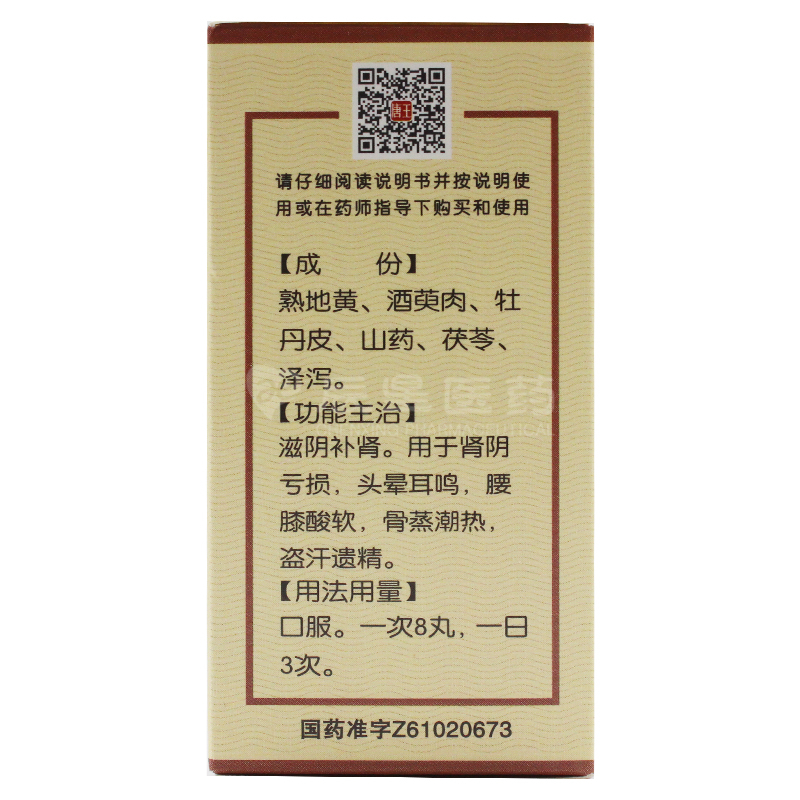 唐王
请仔细阅读说明书并按说明使
用或在药师指导下购买和使用
【成　份】
熟地黄、酒萸肉、牡
丹皮、山药、茯苓、
泽泻。
【功能主治】
滋阴补肾。用于肾阴
亏损，头晕耳鸣，腰
膝酸软，骨蒸潮热，
盗汗遗精。
【用法用量】
口服。一次8丸，一日
3次。
国药准字Z61020673